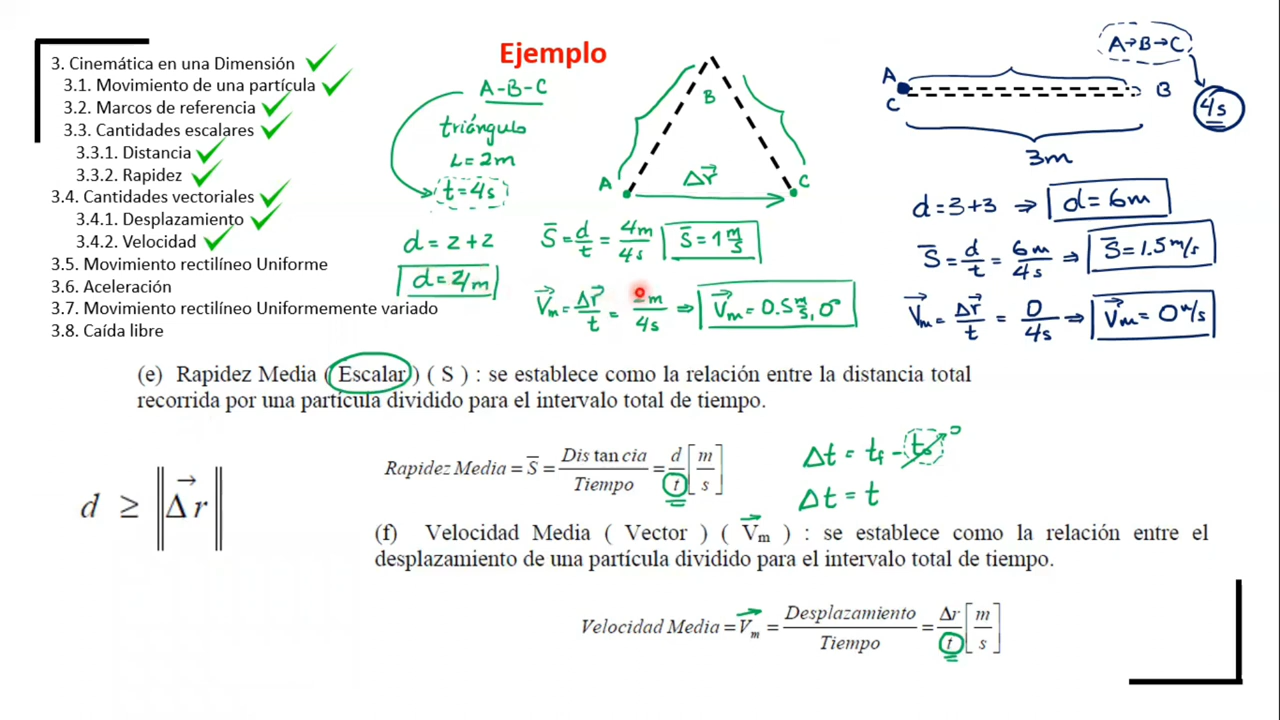 Ejemplo
3. Cinemática en una Dimensión
3.1. Movimiento de una partícula
3.2. Marcos de referencia
3.3. Cantidades escalares
3.3.1. Distancia
3.3.2. Rapidez
3.4. Cantidades vectoriales
3.4.1. Desplazamiento
3.4.2. Velocidad
3.5. Movimiento rectilíneo Uniforme
3.6. Aceleración
3.7. Movimiento rectilíneo Uniformemente variado
3.8. Caída libre
A-B-C
triángulo
L=2m
t=4s
d = 2+2
d=4m
B
A
C
Δr⃗
S̅ = d/t = 4m/4s
S̅ = 1 m/s
V⃗m = Δr⃗/t = m/4s ⇒
V⃗m = 0.5 m/s, 0°
A→B→C
4s
A
C
B
3m
d=3+3 ⇒ d=6m
S̅ = d/t = 6m/4s ⇒ S̅=1.5 m/s
V⃗m = Δr⃗/t = 0/4s ⇒ V⃗m = 0 m/s
(e) Rapidez Media ( Escalar ) ( S ) : se establece como la relación entre la distancia total
recorrida por una partícula dividido para el intervalo total de tiempo.
Rapidez Media = S̅ = Dis tan cia/Tiempo = d/t [m/s]
Δt = tf - t₀ 0
Δt = t
d ≥ ‖Δ⃗ r‖
(f) Velocidad Media ( Vector ) ( V⃗m ) : se establece como la relación entre el
desplazamiento de una partícula dividido para el intervalo total de tiempo.
Velocidad Media = V⃗m = Desplazamiento/Tiempo = Δr/t [m/s]